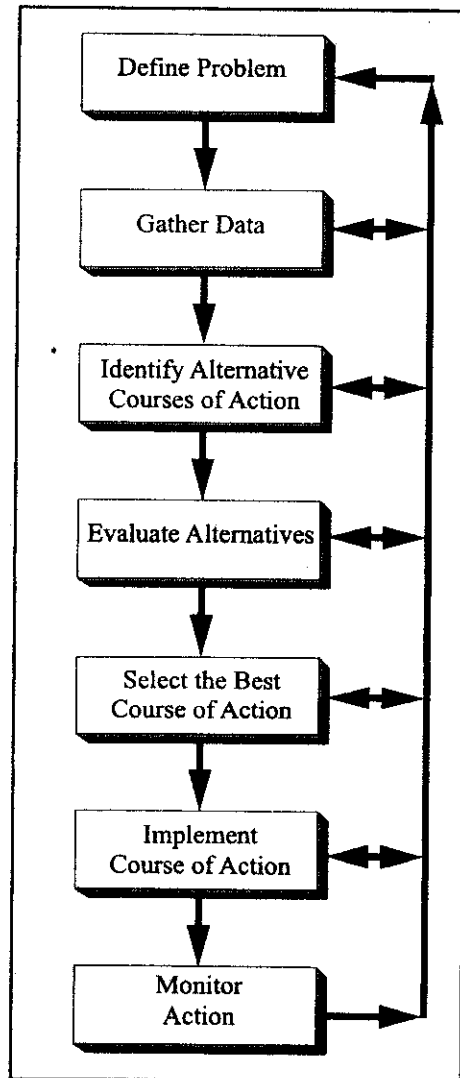 Define Problem
Gather Data
Identify Alternative
Courses of Action
Evaluate Alternatives
Select the Best
Course of Action
Implement
Course of Action
Monitor
Action